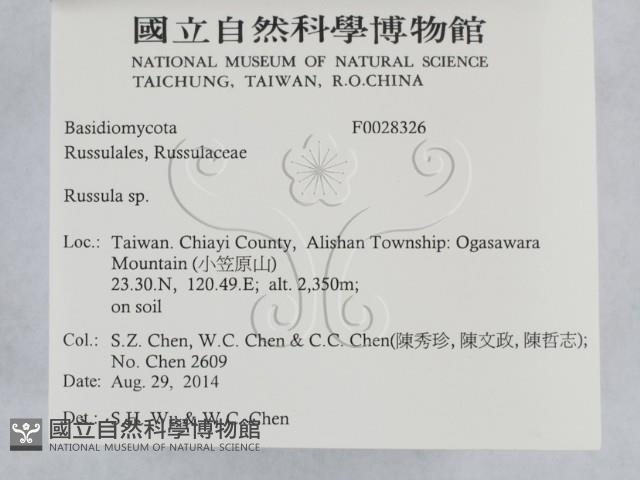 國立自然科學博物館
NATIONAL MUSEUM OF NATURAL SCIENCE
TAICHUNG, TAIWAN, R.O.CHINA
Basidiomycota F0028326
Russulales, Russulaceae
Russula sp.
Loc.: Taiwan. Chiayi County, Alishan Township: Ogasawara
Mountain (小笠原山)
23.30.N, 120.49.E; alt. 2,350m;
on soil
Col.: S.Z. Chen, W.C. Chen & C.C. Chen(陳秀珍, 陳文政, 陳哲志);
No. Chen 2609
Date: Aug. 29, 2014
Det.: S.H. Wu & W.C. Chen
國立自然科學博物館
NATIONAL MUSEUM OF NATURAL SCIENCE